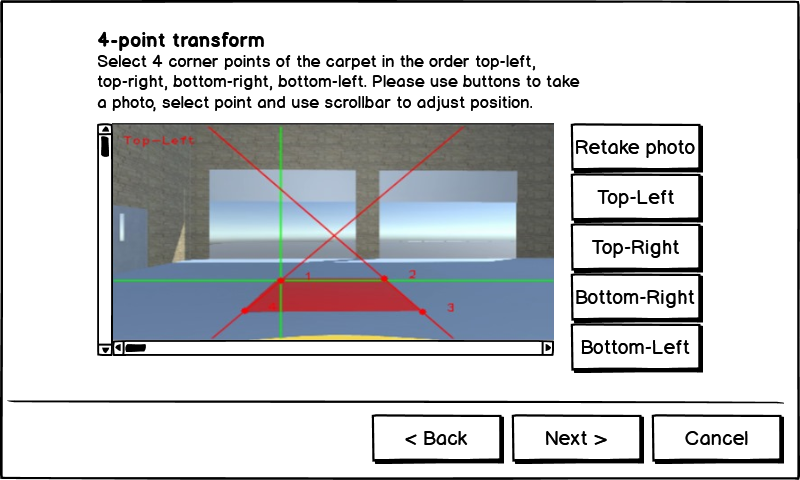 4-point transform
Select 4 corner points of the carpet in the order top-left,
top-right, bottom-right, bottom-left. Please use buttons to take
a photo, select point and use scrollbar to adjust position.
Top-Left
1
2
3
Retake photo
Top-Left
Top-Right
Bottom-Right
Bottom-Left
< Back
Next >
Cancel